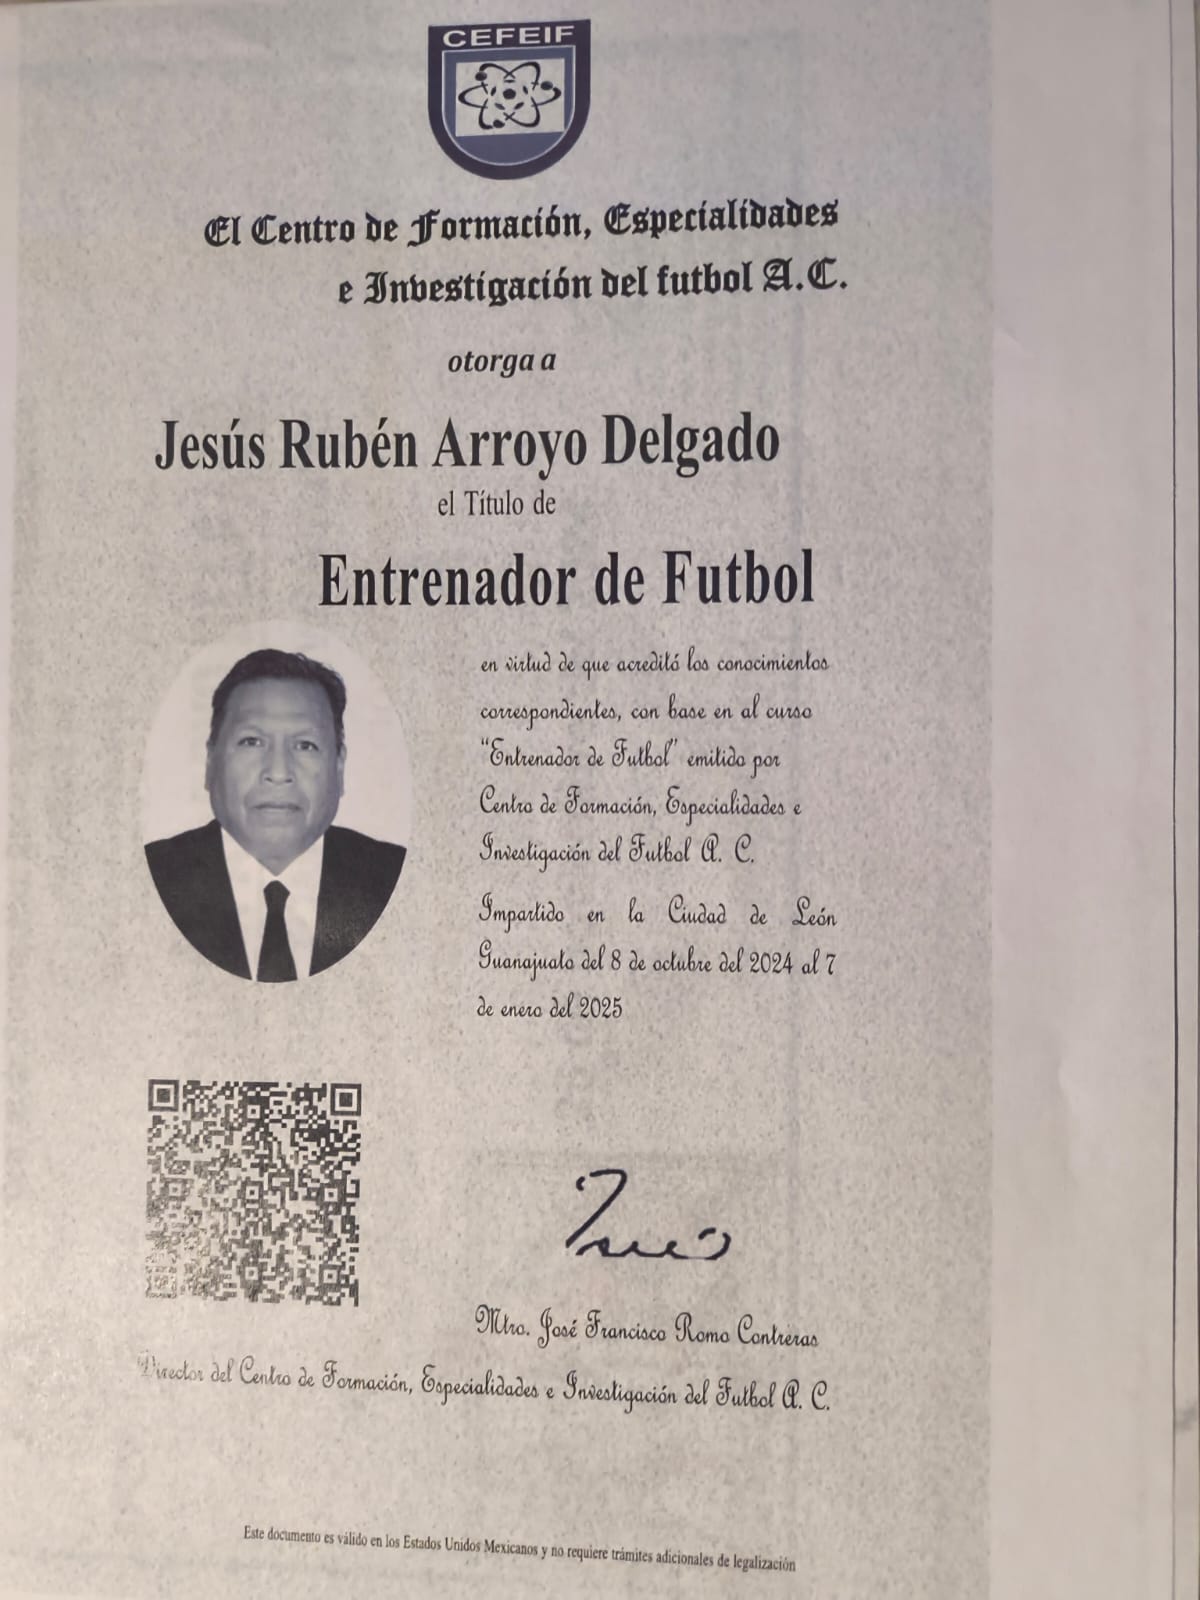 CEFEIF
El Centro de Formación, Especialidades
e Investigación del futbol A.C.
otorga a
Jesús Rubén Arroyo Delgado
el Título de
Entrenador de Futbol
en virtud de que acreditó los conocimientos
correspondientes, con base en al curso
“Entrenador de Futbol” emitido por
Centro de Formación, Especialidades e
Investigación del Futbol A. C.
Impartido en la Ciudad de León
Guanajuato del 8 de octubre del 2024 al 7
de enero del 2025
Mtro. José Francisco Romo Contreras
Director del Centro de Formación, Especialidades e Investigación del Futbol A. C.
Este documento es válido en los Estados Unidos Mexicanos y no requiere trámites adicionales de legalización